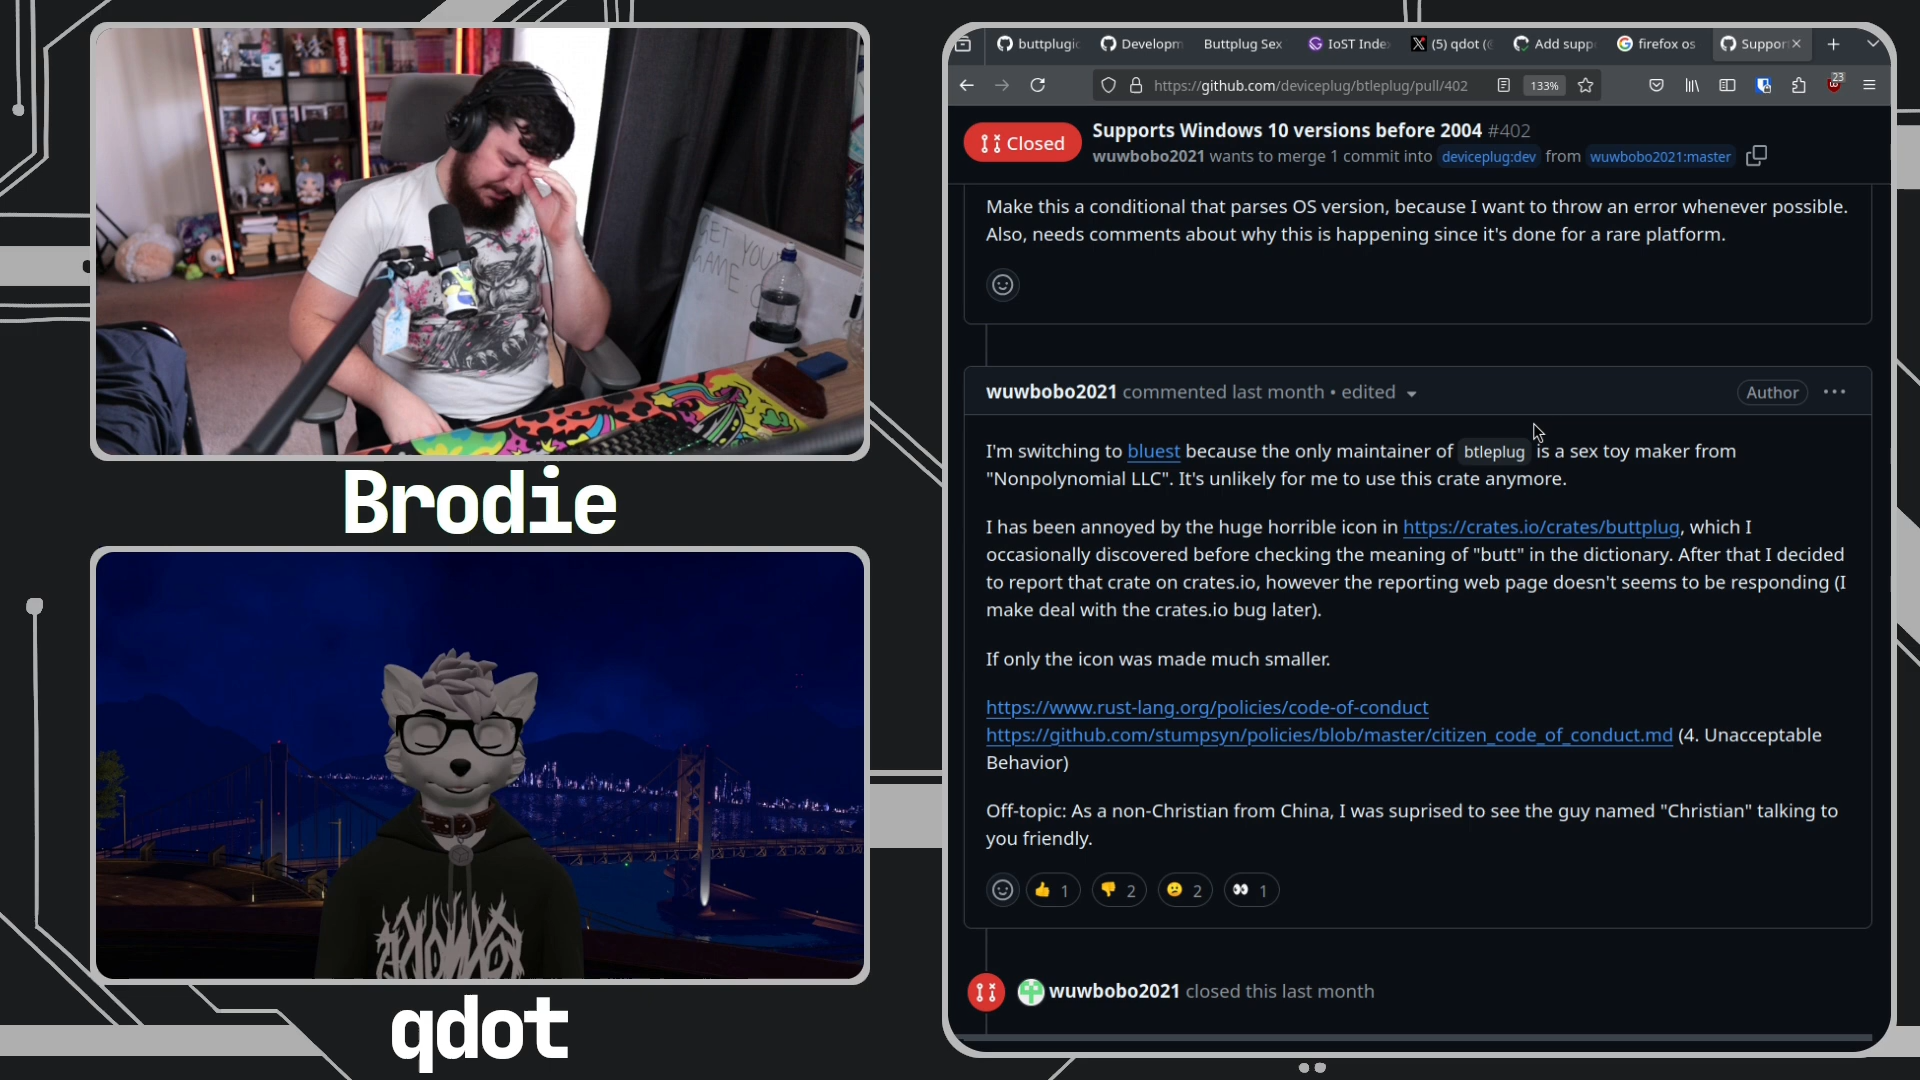 GET YOUR
GAME O
Brodie
qdot
buttplugic
Developm
Buttplug Sex
IoST Inde
(5) qdot (
Add supp
firefox os
Suppor
https://github.com/deviceplug/btleplug/pull/402
133%
23
Closed
Supports Windows 10 versions before 2004 #402
wuwbobo2021 wants to merge 1 commit into deviceplug:dev from wuwbobo2021:master
Make this a conditional that parses OS version, because I want to throw an error whenever possible.
Also, needs comments about why this is happening since it's done for a rare platform.
wuwbobo2021 commented last month • edited
Author
I'm switching to bluest because the only maintainer of btleplug is a sex toy maker from
"Nonpolynomial LLC". It's unlikely for me to use this crate anymore.
I has been annoyed by the huge horrible icon in https://crates.io/crates/buttplug, which I
occasionally discovered before checking the meaning of "butt" in the dictionary. After that I decided
to report that crate on crates.io, however the reporting web page doesn't seems to be responding (I
make deal with the crates.io bug later).
If only the icon was made much smaller.
https://www.rust-lang.org/policies/code-of-conduct
https://github.com/stumpsyn/policies/blob/master/citizen_code_of_conduct.md (4. Unacceptable
Behavior)
Off-topic: As a non-Christian from China, I was suprised to see the guy named "Christian" talking to
you friendly.
1
2
2
1
wuwbobo2021 closed this last month